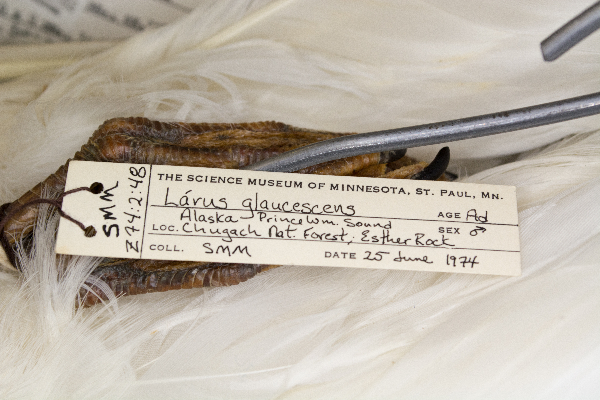 SMM
Z74:2:48
THE SCIENCE MUSEUM OF MINNESOTA, ST. PAUL, MN.
Lárus glaucescens AGE Ad
Alaska Prince Wm. Sound SEX ♂
LOC. Chugach Nat. Forest, Esther Rock
COLL. SMM DATE 25 June 1974